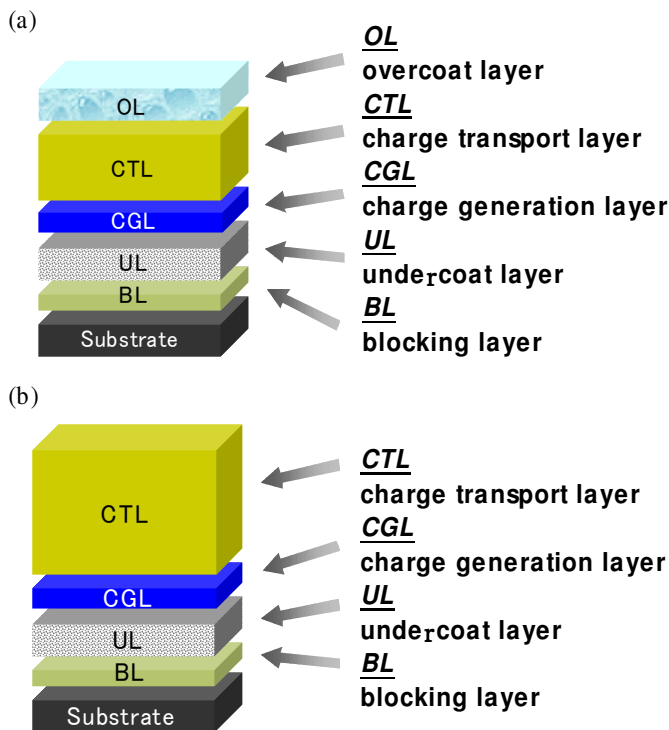 (a)
OL
overcoat layer
CTL
charge transport layer
CGL
charge generation layer
UL
undercoat layer
BL
blocking layer
OL
CTL
CGL
UL
BL
Substrate
(b)
CTL
charge transport layer
CGL
charge generation layer
UL
undercoat layer
BL
blocking layer
CTL
CGL
UL
BL
Substrate